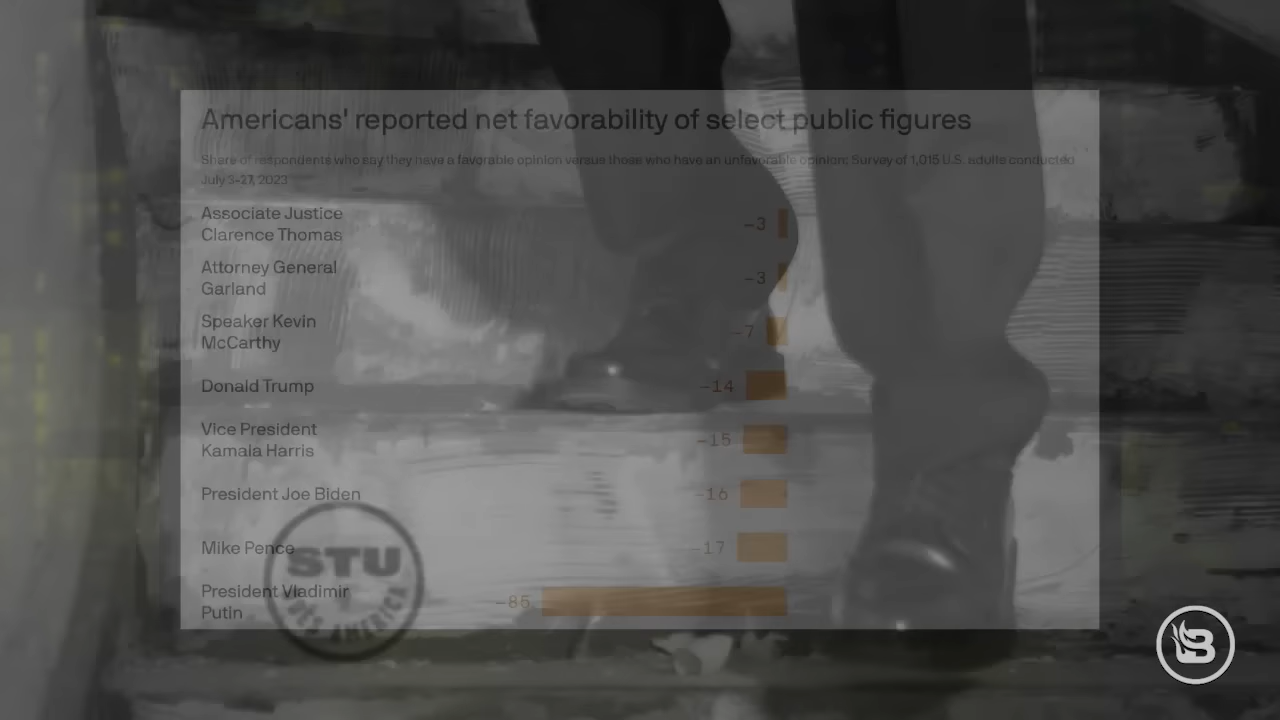 Americans' reported net favorability of select public figures
Share of respondents who say they have a favorable opinion versus those who have an unfavorable opinion; Survey of 1,015 U.S. adults conducted
July 3-27, 2023
Associate Justice
Clarence Thomas
-3
Attorney General
Garland
-3
Speaker Kevin
McCarthy
-7
Donald Trump
-14
Vice President
Kamala Harris
-15
President Joe Biden
-16
Mike Pence
-17
President Vladimir
Putin
-85
STU
DOES AMERICA
B